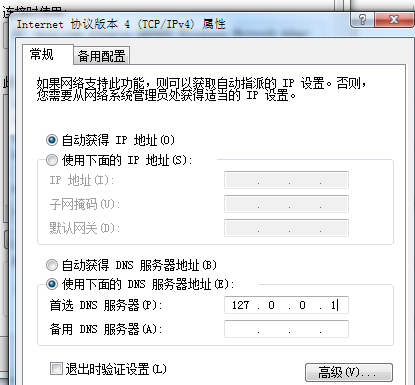 连接时使用:
Internet 协议版本 4 (TCP/IPv4) 属性
常规
备用配置
如果网络支持此功能，则可以获取自动指派的 IP 设置。否则，
您需要从网络系统管理员处获得适当的 IP 设置。
自动获得 IP 地址(O)
使用下面的 IP 地址(S):
IP 地址(I):
子网掩码(U):
默认网关(D):
自动获得 DNS 服务器地址(B)
使用下面的 DNS 服务器地址(E):
首选 DNS 服务器(P): 127 . 0 . 0 . 1
备用 DNS 服务器(A):
退出时验证设置(L)
高级(V)...